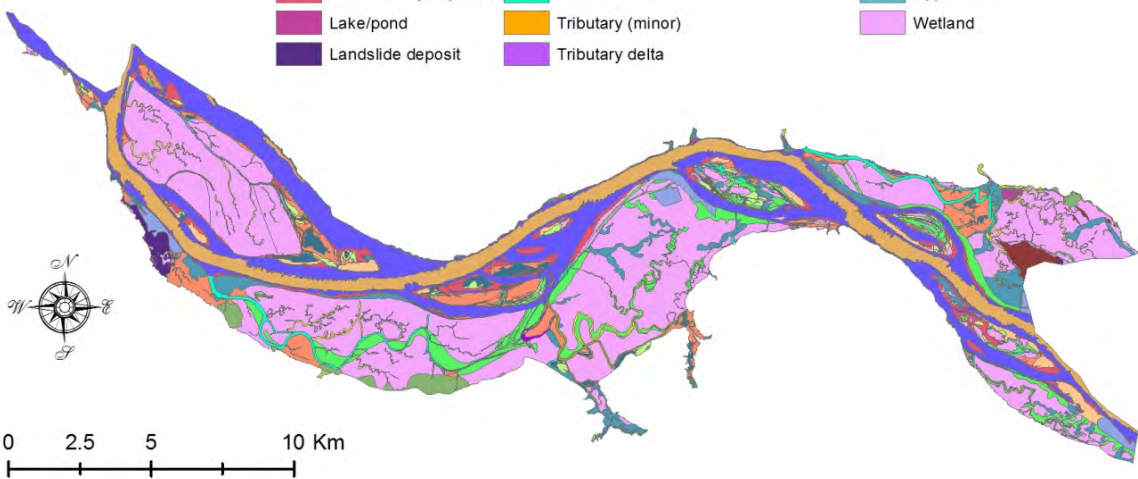 Lake/pond
Tributary (minor)
Wetland
Landslide deposit
Tributary delta
N
S
0 2.5 5 10 Km